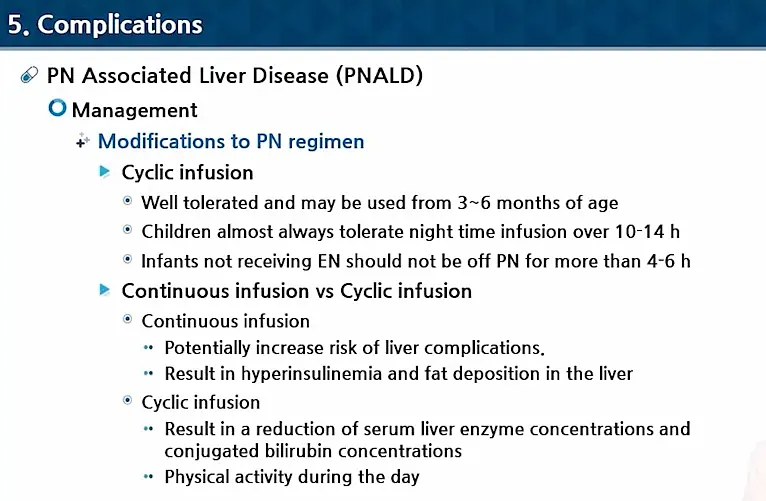 5. Complications
PN Associated Liver Disease (PNALD)
Management
Modifications to PN regimen
Cyclic infusion
Well tolerated and may be used from 3~6 months of age
Children almost always tolerate night time infusion over 10-14 h
Infants not receiving EN should not be off PN for more than 4-6 h
Continuous infusion vs Cyclic infusion
Continuous infusion
Potentially increase risk of liver complications.
Result in hyperinsulinemia and fat deposition in the liver
Cyclic infusion
Result in a reduction of serum liver enzyme concentrations and
conjugated bilirubin concentrations
Physical activity during the day